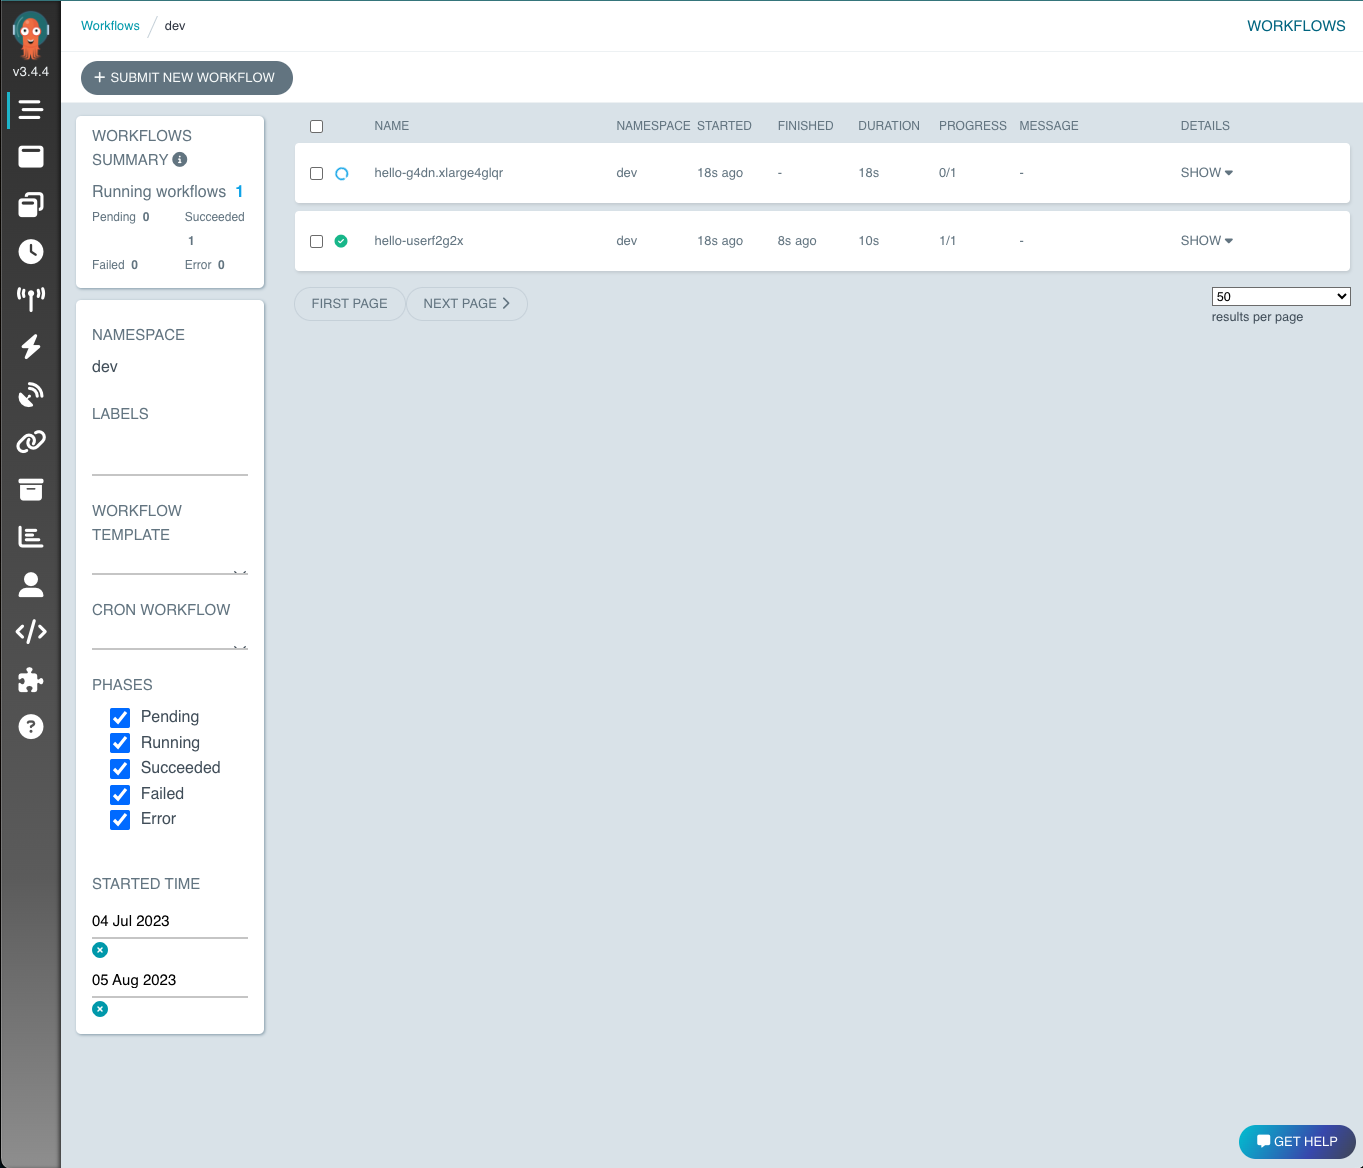 Workflows / dev
WORKFLOWS
v3.4.4
+ SUBMIT NEW WORKFLOW
WORKFLOWS
SUMMARY
Running workflows 1
Pending 0 Succeeded
1
Failed 0 Error 0
NAMESPACE
dev
LABELS
WORKFLOW
TEMPLATE
CRON WORKFLOW
PHASES
Pending
Running
Succeeded
Failed
Error
STARTED TIME
04 Jul 2023
05 Aug 2023
NAME NAMESPACE STARTED FINISHED DURATION PROGRESS MESSAGE DETAILS
hello-g4dn.xlarge4glqr dev 18s ago - 18s 0/1 - SHOW
hello-userf2g2x dev 18s ago 8s ago 10s 1/1 - SHOW
FIRST PAGE NEXT PAGE
50
results per page
GET HELP